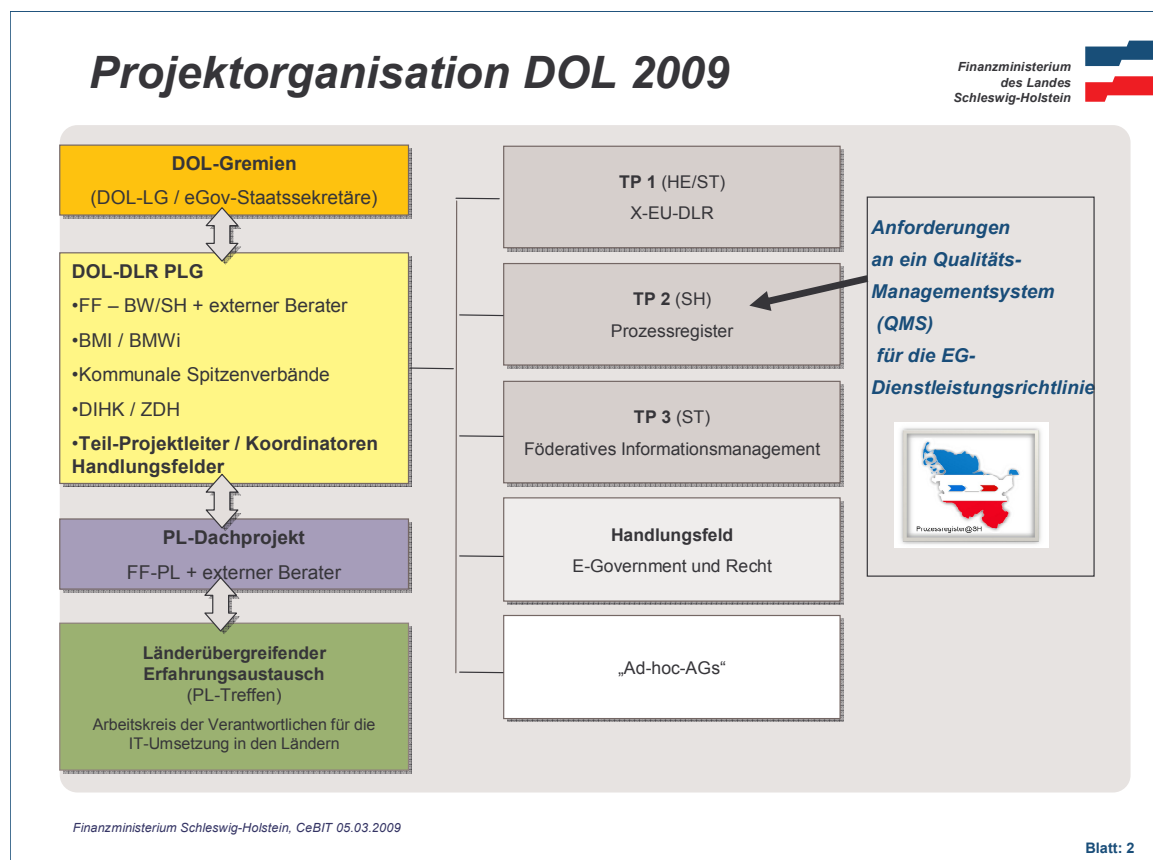 Projektorganisation DOL 2009
Finanzministerium
des Landes
Schleswig-Holstein
DOL-Gremien
(DOL-LG / eGov-Staatssekretäre)
DOL-DLR PLG
•FF – BW/SH + externer Berater
•BMI / BMWi
•Kommunale Spitzenverbände
•DIHK / ZDH
•Teil-Projektleiter / Koordinatoren
Handlungsfelder
PL-Dachprojekt
FF-PL + externer Berater
Länderübergreifender
Erfahrungsaustausch
(PL-Treffen)
Arbeitskreis der Verantwortlichen für die
IT-Umsetzung in den Ländern
TP 1 (HE/ST)
X-EU-DLR
TP 2 (SH)
Prozessregister
TP 3 (ST)
Föderatives Informationsmanagement
Handlungsfeld
E-Government und Recht
„Ad-hoc-AGs“
Anforderungen
an ein Qualitäts-
Managementsystem
(QMS)
für die EG-
Dienstleistungsrichtlinie
Prozessregister@SH
Finanzministerium Schleswig-Holstein, CeBIT 05.03.2009
Blatt: 2